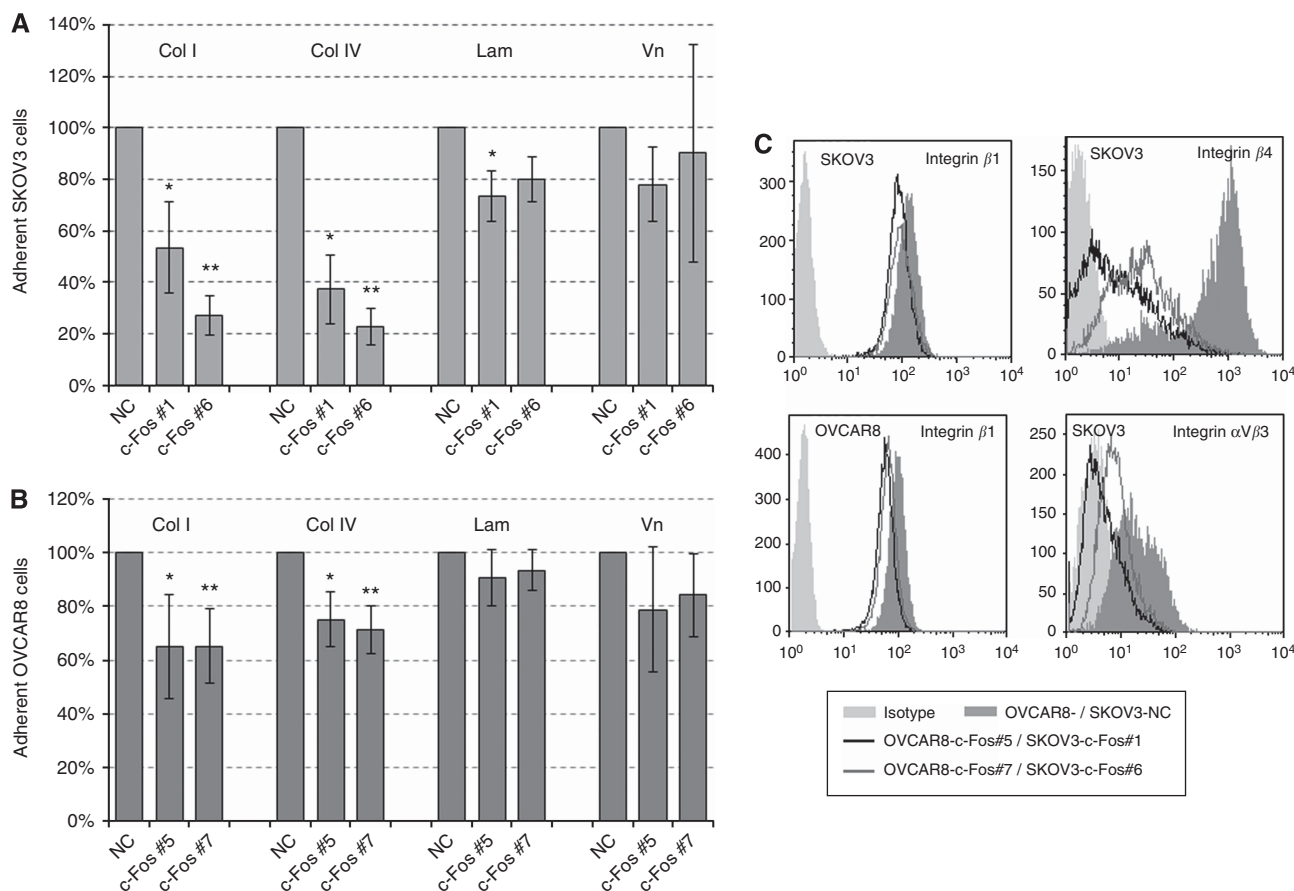 A
Adherent SKOV3 cells
140%
120%
100%
80%
60%
40%
20%
0%
Col I
Col IV
Lam
Vn
*
**
*
**
*
NC
c-Fos #1
c-Fos #6
NC
c-Fos #1
c-Fos #6
NC
c-Fos #1
c-Fos #6
NC
c-Fos #1
c-Fos #6
B
Adherent OVCAR8 cells
120%
100%
80%
60%
40%
20%
0%
Col I
Col IV
Lam
Vn
*
**
*
**
NC
c-Fos #5
c-Fos #7
NC
c-Fos #5
c-Fos #7
NC
c-Fos #5
c-Fos #7
NC
c-Fos #5
c-Fos #7
C
SKOV3 Integrin β1
300
200
100
0
10⁰ 10¹ 10² 10³ 10⁴
SKOV3 Integrin β4
150
100
50
0
10⁰ 10¹ 10² 10³ 10⁴
OVCAR8 Integrin β1
400
300
200
100
0
10⁰ 10¹ 10² 10³ 10⁴
SKOV3 Integrin αVβ3
250
200
150
100
50
0
10⁰ 10¹ 10² 10³ 10⁴
Isotype OVCAR8- / SKOV3-NC
OVCAR8-c-Fos#5 / SKOV3-c-Fos#1
OVCAR8-c-Fos#7 / SKOV3-c-Fos#6